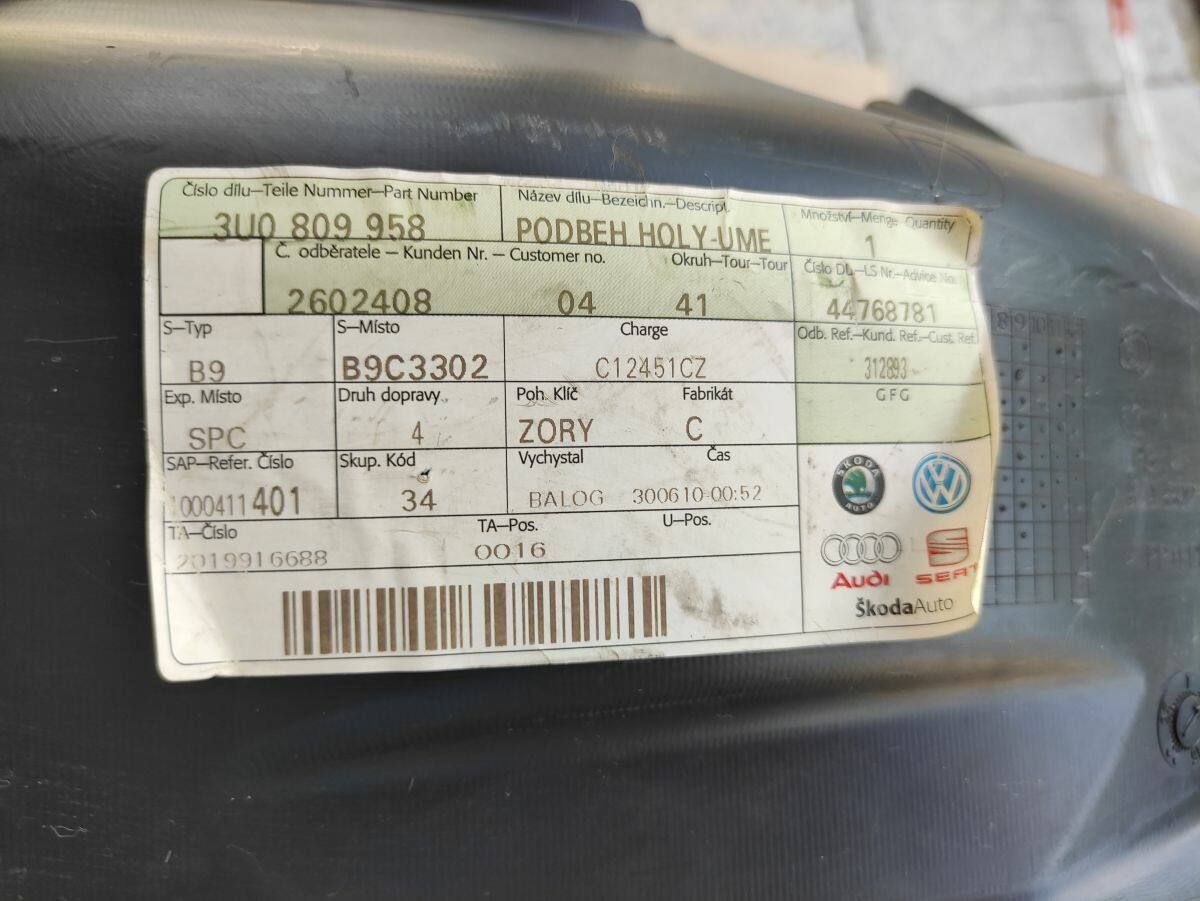 Číslo dílu–Teile Nummer–Part Number
3U0 809 958
Název dílu–Bezeichn.–Descript.
PODBEH HOLY-UME
Množství–Menge Quantity
1
Č. odběratele – Kunden Nr. – Customer no.
Okruh–Tour–Tour
2602408 04 41
Číslo DL–LS Nr.–Advice No.
44768781
S–Typ
B9
S–Místo
B9C3302
Charge
C12451CZ
Odb. Ref.–Kund. Ref.–Cust. Ref.
312893
Exp. Místo
SPC
Druh dopravy
4
Poh. Klíč
ZORY
Fabrikát
C
GFG
SAP–Refer. Číslo
1000411401
Skup. Kód
34
Vychystal
BALOG
Čas
300610 00:52
TA–Číslo
2019916688
TA–Pos.
0016
U–Pos.
ŠKODA
AUTO
Audi
SEAT
ŠkodaAuto